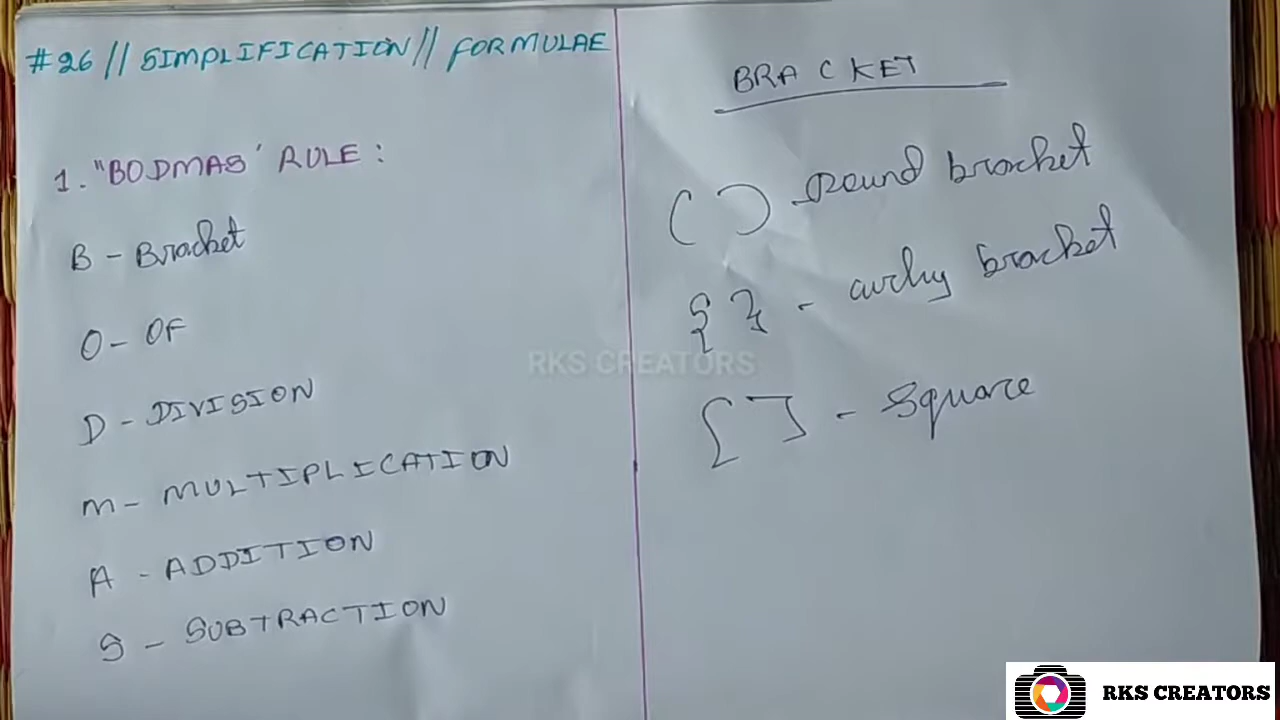 #26 // SIMPLIFICATION // FORMULAE
1. "BODMAS' RULE :
B - Bracket
O - OF
D - DIVISION
M - MULTIPLICATION
A - ADDITION
S - SUBTRACTION
BRACKET
( ) - Round bracket
{ } - curly bracket
[ ] - Square
RKS CREATORS
RKS CREATORS